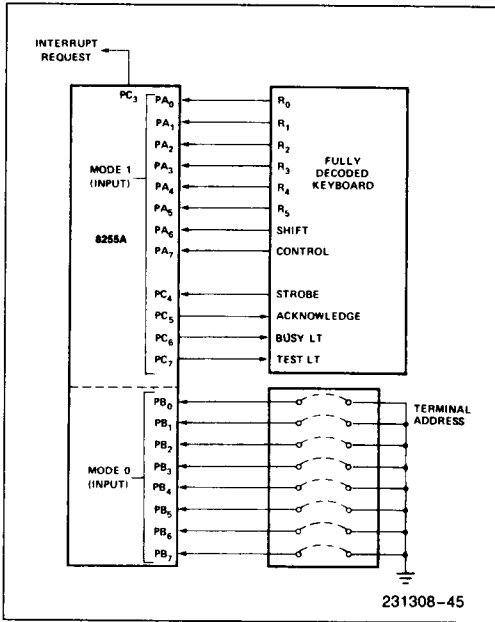 INTERRUPT
REQUEST
PC3
PA0
R0
PA1
R1
PA2
R2
MODE 1
(INPUT)
PA3
R3
FULLY
DECODED
KEYBOARD
PA4
R4
PA5
R5
8255A
PA6
SHIFT
PA7
CONTROL
PC4
STROBE
PC5
ACKNOWLEDGE
PC6
BUSY LT
PC7
TEST LT
PB0
TERMINAL
ADDRESS
PB1
PB2
MODE 0
(INPUT)
PB3
PB4
PB5
PB6
PB7
231308-45